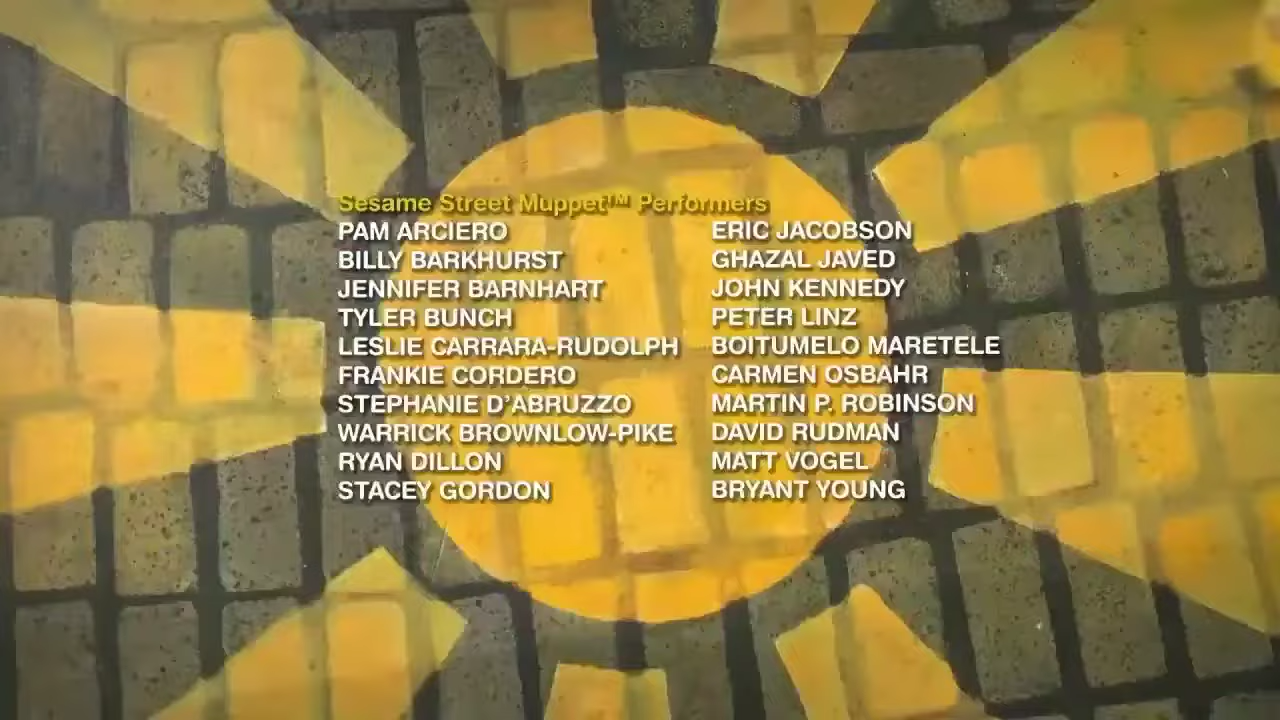 Sesame Street Muppet™ Performers
PAM ARCIERO
BILLY BARKHURST
JENNIFER BARNHART
TYLER BUNCH
LESLIE CARRARA-RUDOLPH
FRANKIE CORDERO
STEPHANIE D'ABRUZZO
WARRICK BROWNLOW-PIKE
RYAN DILLON
STACEY GORDON
ERIC JACOBSON
GHAZAL JAVED
JOHN KENNEDY
PETER LINZ
BOITUMELO MARETELE
CARMEN OSBAHR
MARTIN P. ROBINSON
DAVID RUDMAN
MATT VOGEL
BRYANT YOUNG